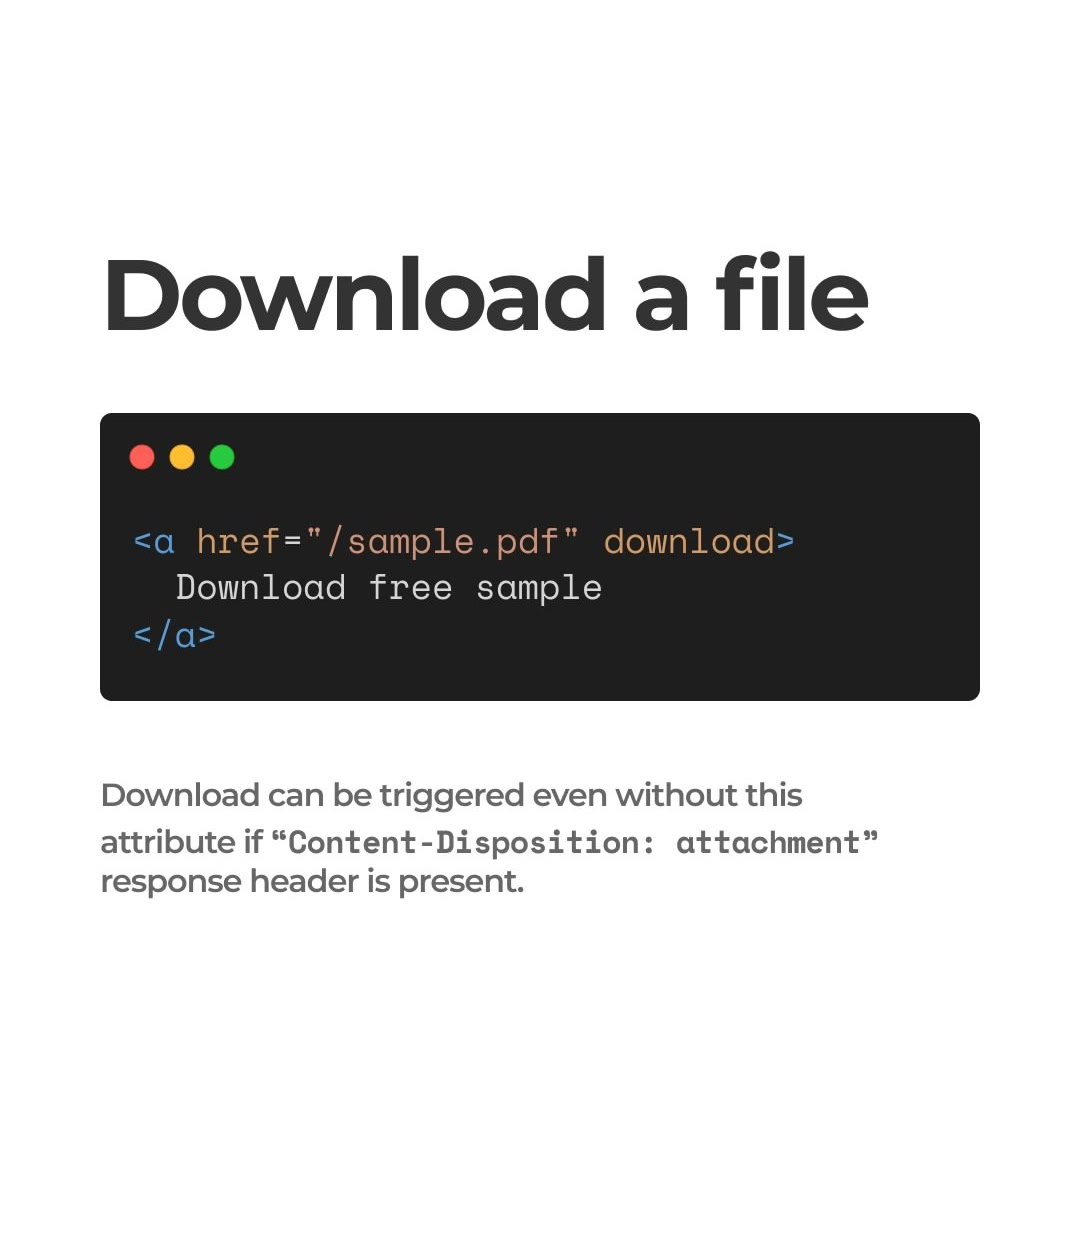 Download a file
<a href="/sample.pdf" download>
  Download free sample
</a>
Download can be triggered even without this
attribute if “Content-Disposition: attachment”
response header is present.